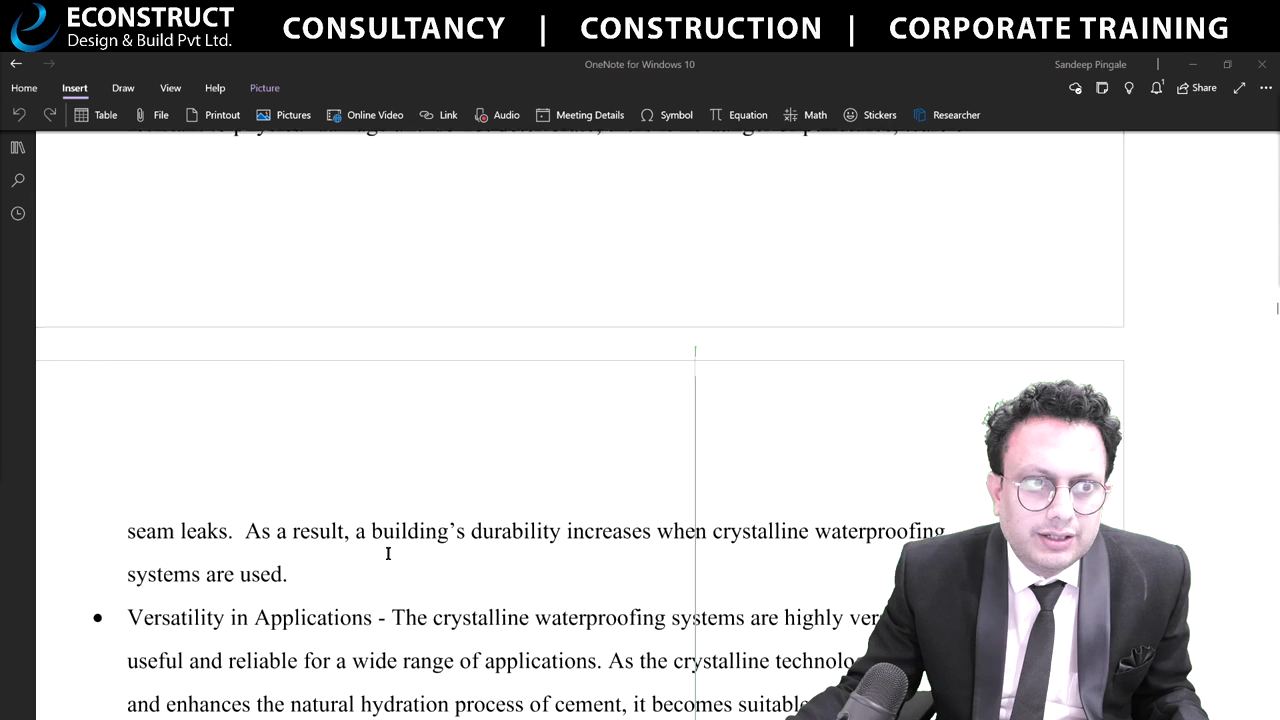 ECONSTRUCT
Design & Build Pvt Ltd.
CONSULTANCY | CONSTRUCTION | CORPORATE TRAINING
OneNote for Windows 10
Sandeep Pingale
Home Insert Draw View Help Picture
Share
Table File Printout Pictures Online Video Link Audio Meeting Details Symbol Equation Math Stickers Researcher
seam leaks. As a result, a building's durability increases when crystalline waterproofing
systems are used.
• Versatility in Applications - The crystalline waterproofing systems are highly
useful and reliable for a wide range of applications. As the crystalline
and enhances the natural hydration process of cement, it becomes suitable